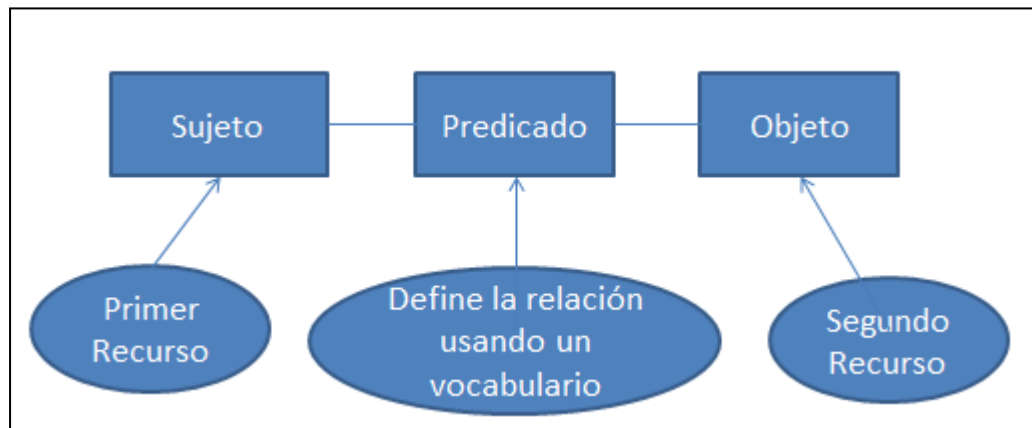 Sujeto
Predicado
Objeto
Primer
Recurso
Define la relación
usando un
vocabulario
Segundo
Recurso